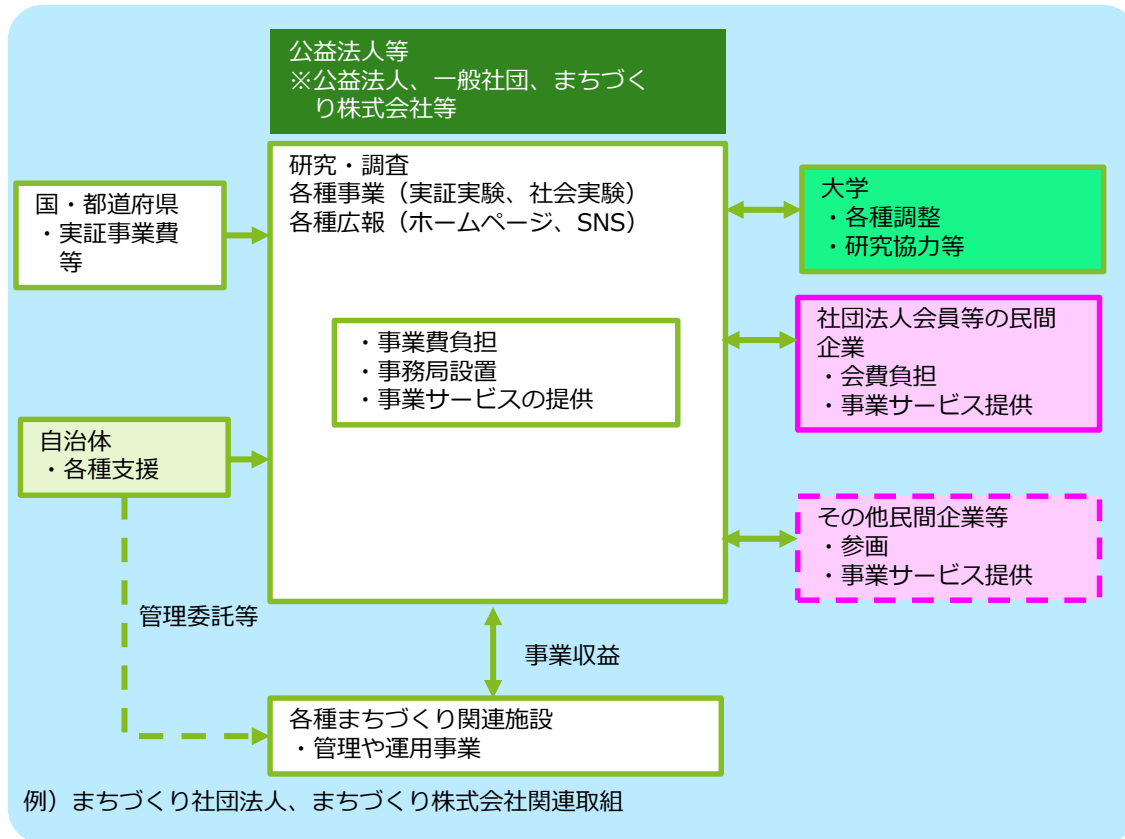 公益法人等
※公益法人、一般社団、まちづく
り株式会社等
研究・調査
各種事業（実証実験、社会実験）
各種広報（ホームページ、SNS）
国・都道府県
・実証事業費
等
大学
・各種調整
・研究協力等
社団法人会員等の民間
企業
・会費負担
・事業サービス提供
・事業費負担
・事務局設置
・事業サービスの提供
自治体
・各種支援
その他民間企業等
・参画
・事業サービス提供
管理委託等
事業収益
各種まちづくり関連施設
・管理や運用事業
例）まちづくり社団法人、まちづくり株式会社関連取組